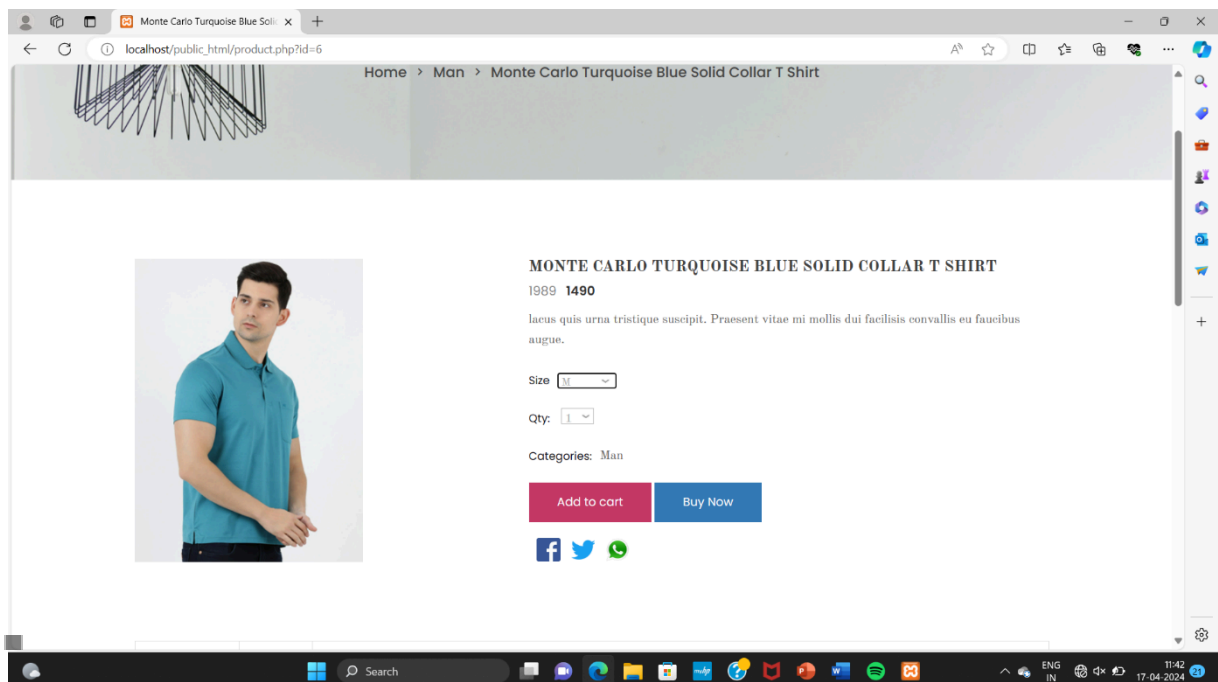 Monte Carlo Turquoise Blue Soli
localhost/public_html/product.php?id=6
Home > Man > Monte Carlo Turquoise Blue Solid Collar T Shirt
MONTE CARLO TURQUOISE BLUE SOLID COLLAR T SHIRT
1989 1490
lacus quis urna tristique suscipit. Praesent vitae mi mollis dui facilisis convallis eu faucibus
augue.
Size M
Qty: 1
Categories: Man
Add to cart Buy Now
Search
ENG
IN
11:42
17-04-2024
21